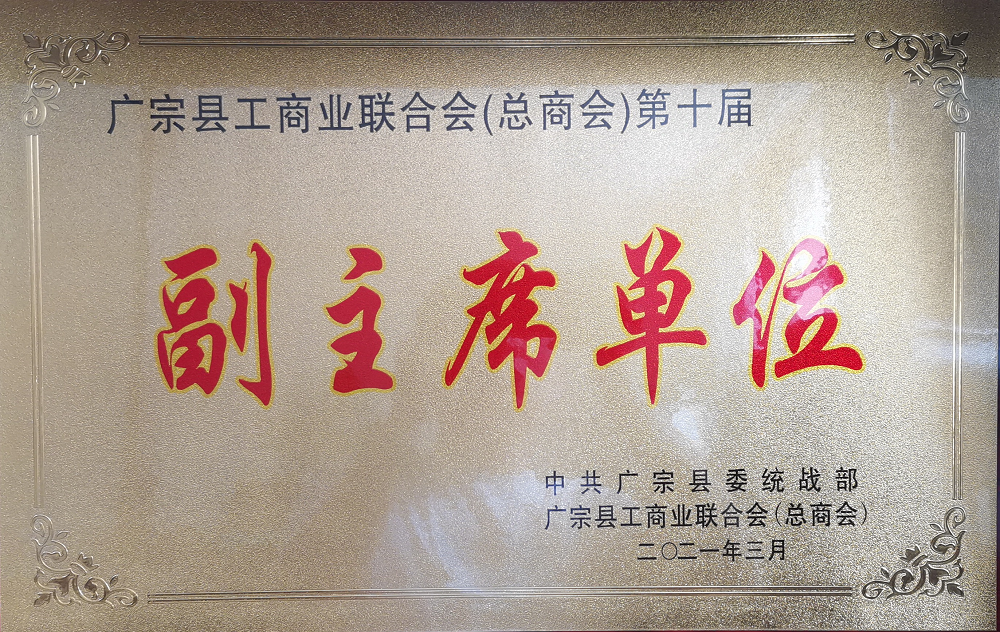 广宗县工商业联合会(总商会)第十届
副主席单位
中共广宗县委统战部
广宗县工商业联合会(总商会)
二〇二一年三月